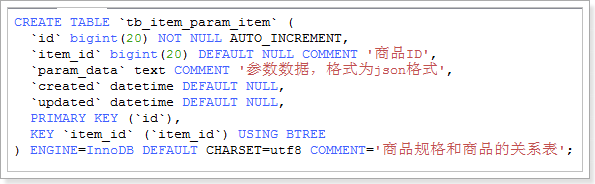 CREATE TABLE `tb_item_param_item` (
`id` bigint(20) NOT NULL AUTO_INCREMENT,
`item_id` bigint(20) DEFAULT NULL COMMENT '商品ID',
`param_data` text COMMENT '参数数据，格式为json格式',
`created` datetime DEFAULT NULL,
`updated` datetime DEFAULT NULL,
PRIMARY KEY (`id`),
KEY `item_id` (`item_id`) USING BTREE
) ENGINE=InnoDB DEFAULT CHARSET=utf8 COMMENT='商品规格和商品的关系表';